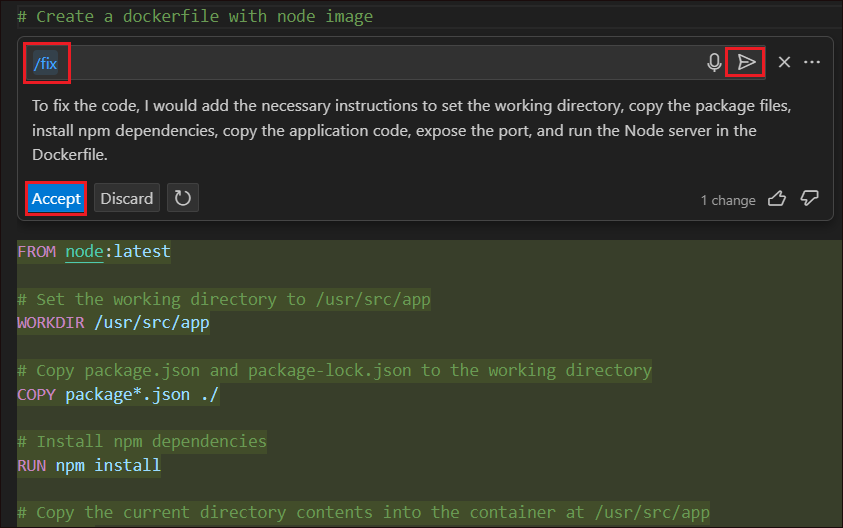 # Create a dockerfile with node image
/fix
To fix the code, I would add the necessary instructions to set the working directory, copy the package files,
install npm dependencies, copy the application code, expose the port, and run the Node server in the
Dockerfile.
Accept Discard 1 change
FROM node:latest
# Set the working directory to /usr/src/app
WORKDIR /usr/src/app
# Copy package.json and package-lock.json to the working directory
COPY package*.json ./
# Install npm dependencies
RUN npm install
# Copy the current directory contents into the container at /usr/src/app